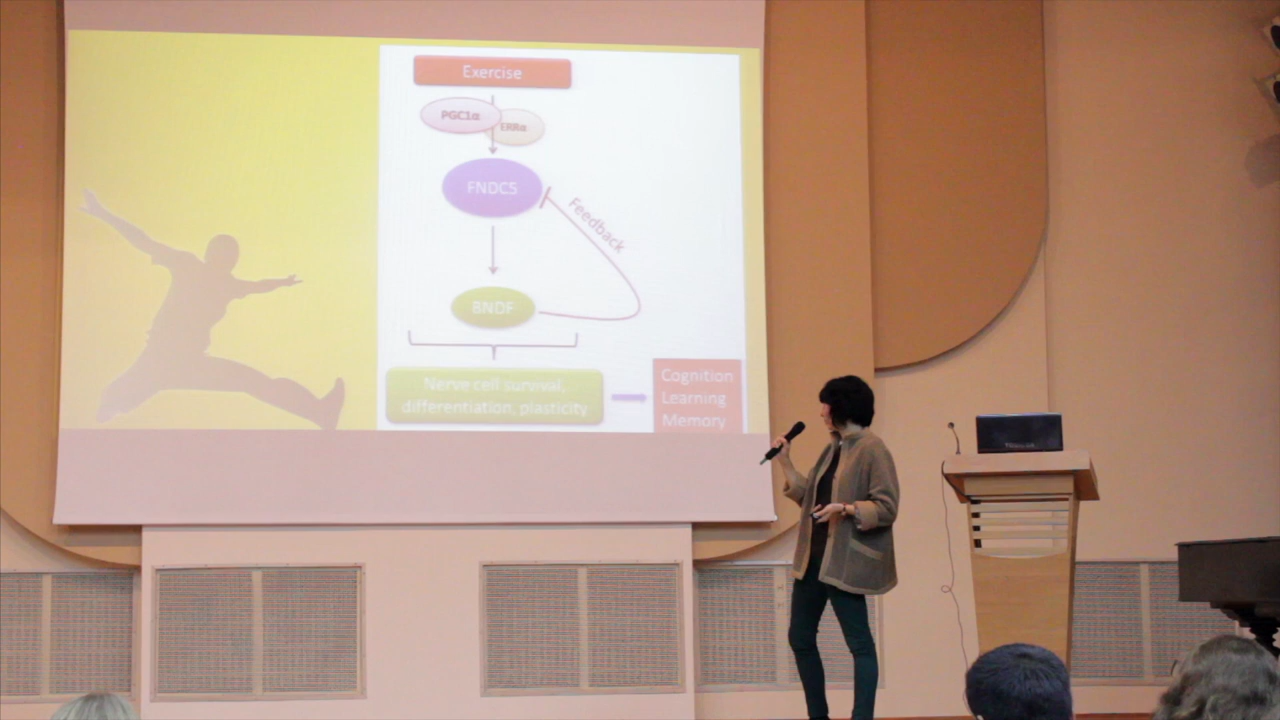 Exercise
PGC1α
ERRα
FNDC5
Feedback
BNDF
Nerve cell survival,
differentiation, plasticity
Cognition
Learning
Memory